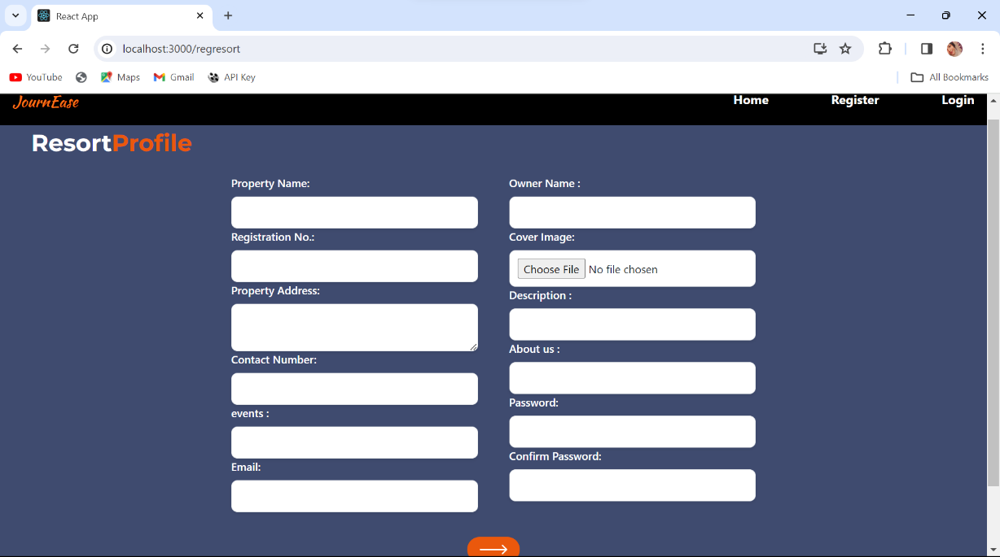 React App
localhost:3000/regresort
YouTube
Maps
Gmail
API Key
All Bookmarks
JournEase
Home
Register
Login
ResortProfile
Property Name:
Owner Name :
Registration No.:
Cover Image:
Choose File No file chosen
Property Address:
Description :
Contact Number:
About us :
events :
Password:
Email:
Confirm Password: